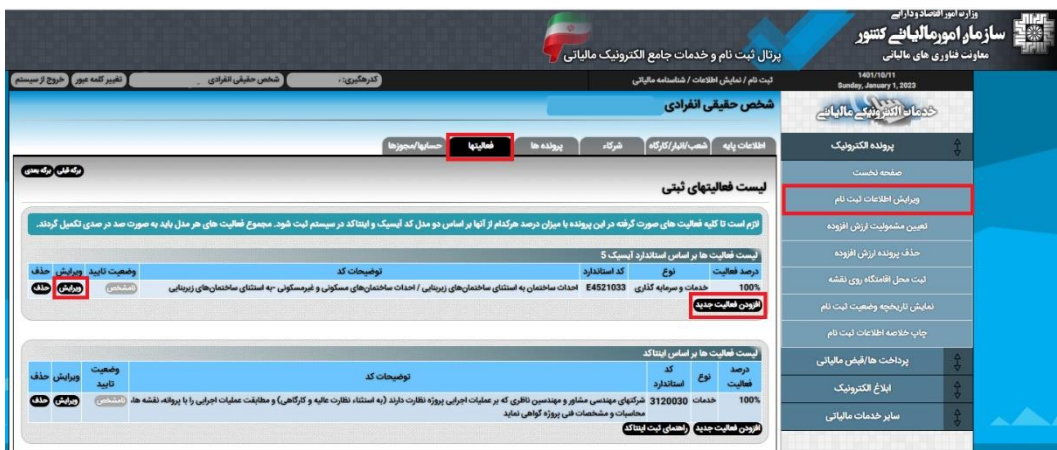 وزارت امور اقتصاد و دارایی
سازمان امور مالیاتی کشور
معاونت فناوری های مالیاتی
پرتال ثبت نام و خدمات جامع الکترونیک مالیاتی
1401/10/11
Sunday, January 1, 2023
ثبت نام / نمایش اطلاعات / شناسنامه مالیاتی
کدرهگیری:
شخص حقیقی انفرادی
تغییر کلمه عبور
خروج از سیستم
خدمات الکترونیکی مالیاتی
پرونده الکترونیک
صفحه نخست
ویرایش اطلاعات ثبت نام
تعیین مشمولیت ارزش افزوده
حذف پرونده ارزش افزوده
ثبت محل اقامتگاه روی نقشه
نمایش تاریخچه وضعیت ثبت نام
چاپ خلاصه اطلاعات ثبت نام
پرداخت ها/قبض مالیاتی
ابلاغ الکترونیک
سایر خدمات مالیاتی
شخص حقیقی انفرادی
اطلاعات پایه شعب/انبار/کارگاه شرکاء پرونده ها فعالیتها حسابها/مجوزها
برگه قبلی برگه بعدی
لیست فعالیتهای ثبتی
لازم است تا کلیه فعالیت های صورت گرفته در این پرونده با میزان درصد هرکدام از آنها بر اساس دو مدل کد آیسیک و اینتاکد در سیستم ثبت شود. مجموع فعالیت های هر مدل باید به صورت صد در صدی تکمیل گردند.
لیست فعالیت ها بر اساس استاندارد آیسیک 5
درصد فعالیت نوع کد استاندارد توضیحات کد وضعیت تایید ویرایش حذف
100% خدمات و سرمایه گذاری E4521033 احداث ساختمان به استثنای ساختمان‌های زیربنایی / احداث ساختمان‌های مسکونی و غیرمسکونی -به استثنای ساختمان‌های زیربنایی نامشخص ویرایش حذف
افزودن فعالیت جدید
لیست فعالیت ها بر اساس اینتاکد
درصد فعالیت نوع کد استاندارد توضیحات کد وضعیت تایید ویرایش حذف
100% خدمات 3120030 شرکتهای مهندسی مشاور و مهندسین ناظری که بر عملیات اجرایی پروژه نظارت دارند (به استثناء نظارت عالیه و کارگاهی) و مطابقت عملیات اجرایی را با پروانه، نقشه ها، نامشخص ویرایش حذف
محاسبات و مشخصات فنی پروژه گواهی نماید
افزودن فعالیت جدید راهنمای ثبت اینتاکد